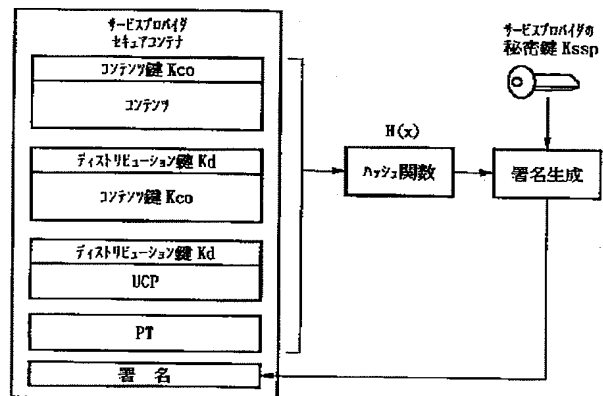 サービスプロバイダ
セキュアコンテナ
コンテンツ鍵 Kco
コンテンツ
ディストリビューション鍵 Kd
コンテンツ鍵 Kco
ディストリビューション鍵 Kd
UCP
PT
署 名
H(x)
ハッシュ関数
サービスプロバイダの
秘密鍵 Kssp
署名生成